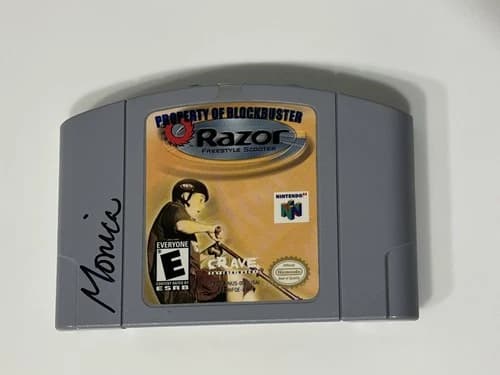 PROPERTY OF BLOCKBUSTER
Razor
FREESTYLE SCOOTER
NINTENDO 64
Monica
EVERYONE
E
CONTENT RATED BY
ESRB
CRAVE
Nintendo